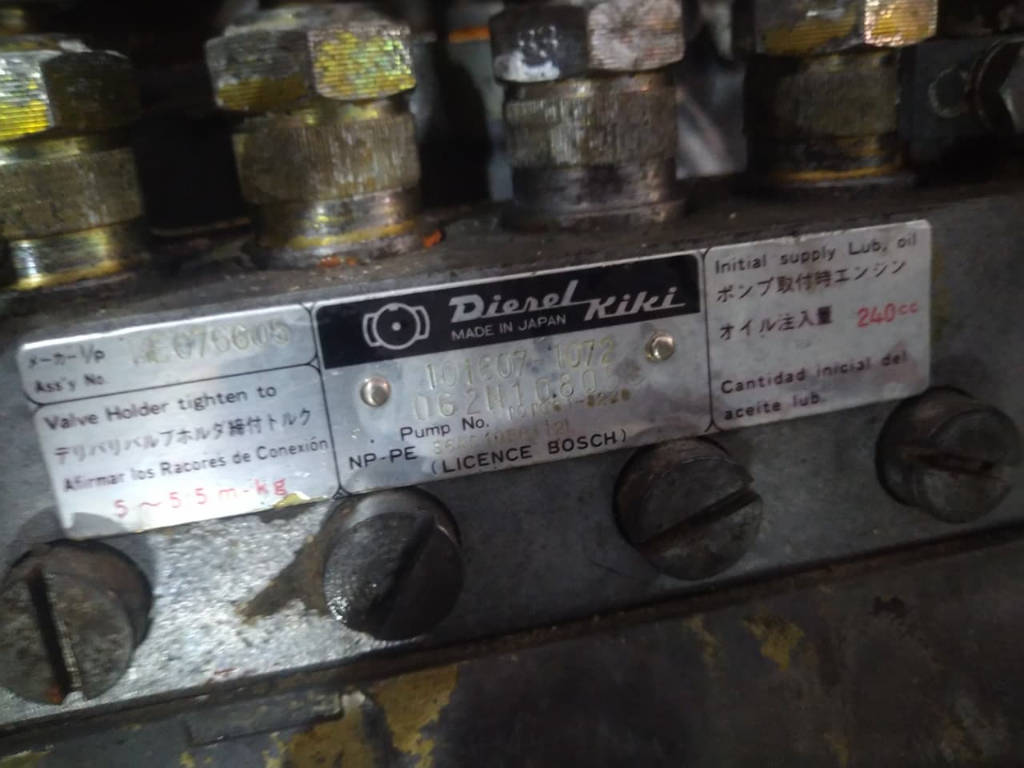 メーカーI/P
Ass'y No. ME078605
Valve Holder tighten to
デリバリバルブホルダ締付トルク
Afirmar los Racores de Conexión
5~5.5 m-kg
Diesel Kiki
MADE IN JAPAN
101607-1072
062N1080
Pump No.
NP-PE
(LICENCE BOSCH)
Initial supply Lub, oil
ポンプ取付時エンジン
オイル注入量 240cc
Cantidad inicial del
aceite lub.